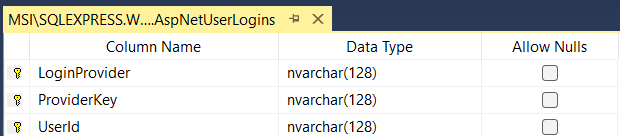 MSI\SQLEXPRESS.W....AspNetUserLogins
Column Name Data Type Allow Nulls
LoginProvider nvarchar(128)
ProviderKey nvarchar(128)
UserId nvarchar(128)